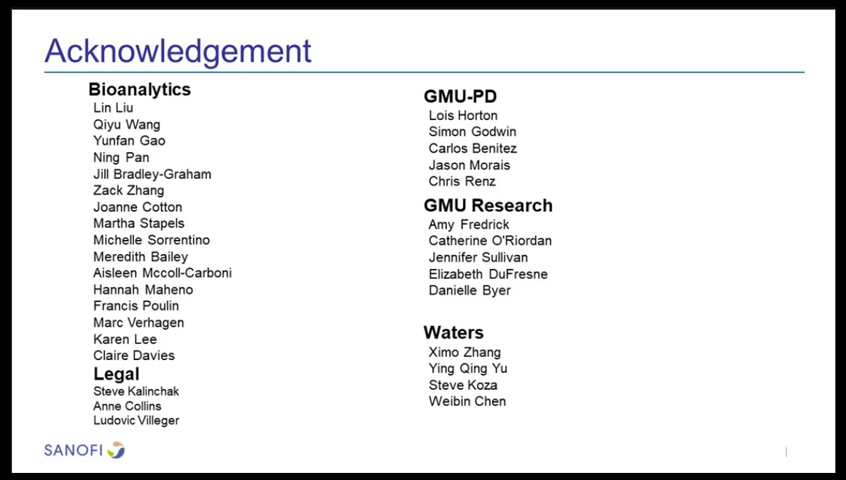 Acknowledgement
Bioanalytics
Lin Liu
Qiyu Wang
Yunfan Gao
Ning Pan
Jill Bradley-Graham
Zack Zhang
Joanne Cotton
Martha Stapels
Michelle Sorrentino
Meredith Bailey
Aisleen Mccoll-Carboni
Hannah Maheno
Francis Poulin
Marc Verhagen
Karen Lee
Claire Davies
Legal
Steve Kalinchak
Anne Collins
Ludovic Villeger
GMU-PD
Lois Horton
Simon Godwin
Carlos Benitez
Jason Morais
Chris Renz
GMU Research
Amy Fredrick
Catherine O'Riordan
Jennifer Sullivan
Elizabeth DuFresne
Danielle Byer
Waters
Ximo Zhang
Ying Qing Yu
Steve Koza
Weibin Chen
SANOFI
|